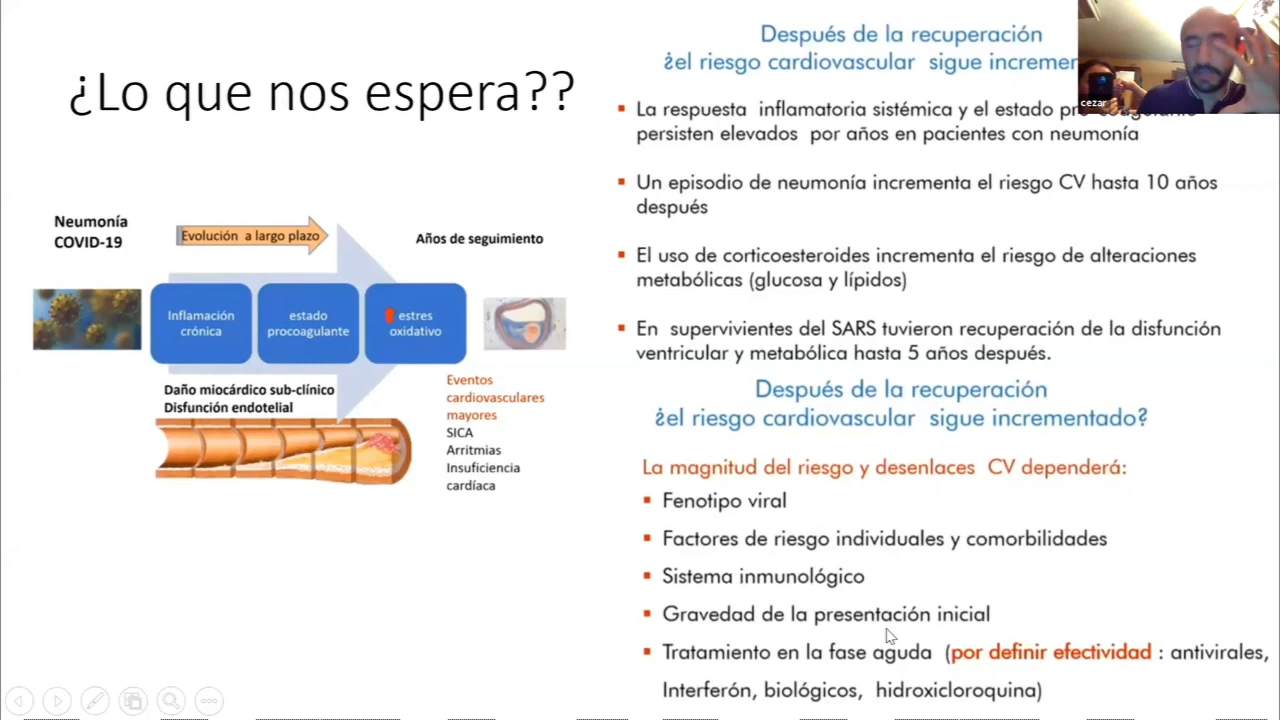 ¿Lo que nos espera??
Neumonía
COVID-19
Evolución a largo plazo
Años de seguimiento
Inflamación
crónica
estado
procoagulante
estres
oxidativo
Daño miocárdico sub-clínico
Disfunción endotelial
Eventos
cardiovasculares
mayores
SICA
Arritmias
Insuficiencia
cardíaca
Después de la recuperación
¿el riesgo cardiovascular sigue
cezar
La respuesta inflamatoria sistémica y el estado
persisten elevados por años en pacientes con neumonía
Un episodio de neumonía incrementa el riesgo CV hasta 10 años
después
El uso de corticoesteroides incrementa el riesgo de alteraciones
metabólicas (glucosa y lípidos)
En supervivientes del SARS tuvieron recuperación de la disfunción
ventricular y metabólica hasta 5 años después.
Después de la recuperación
¿el riesgo cardiovascular sigue incrementado?
La magnitud del riesgo y desenlaces CV dependerá:
Fenotipo viral
Factores de riesgo individuales y comorbilidades
Sistema inmunológico
Gravedad de la presentación inicial
Tratamiento en la fase aguda (por definir efectividad : antivirales,
Interferón, biológicos, hidroxicloroquina)